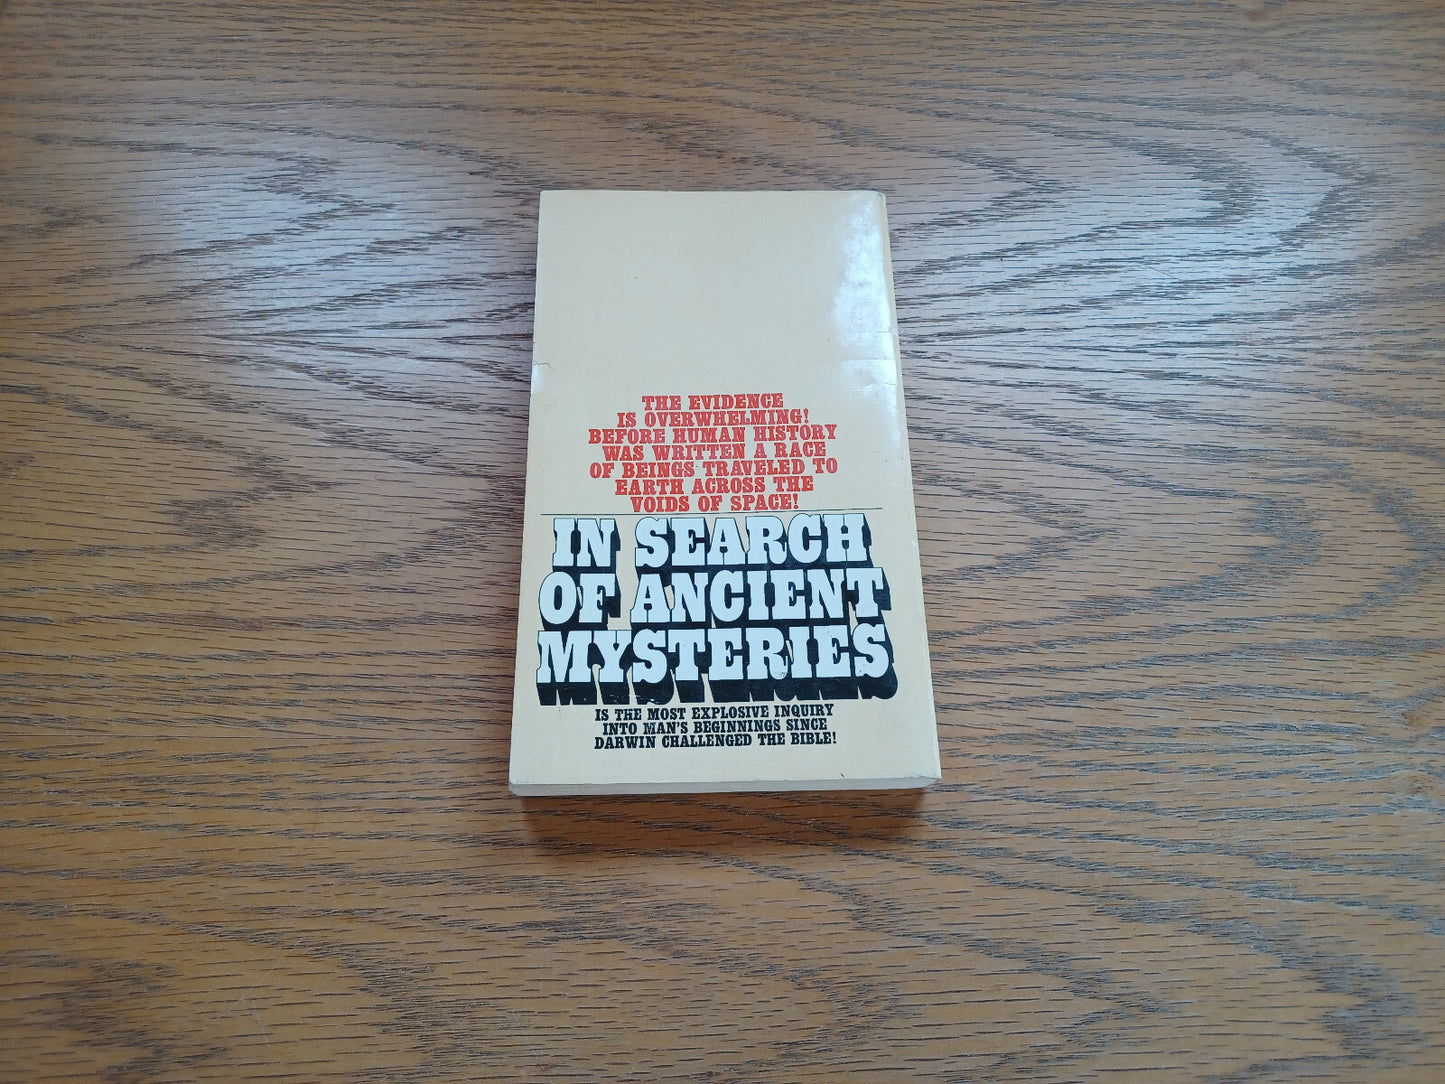 THE EVIDENCE
IS OVERWHELMING!
BEFORE HUMAN HISTORY
WAS WRITTEN A RACE
OF BEINGS TRAVELED TO
EARTH ACROSS THE
VOIDS OF SPACE!
IN SEARCH
OF ANCIENT
MYSTERIES
IS THE MOST EXPLOSIVE INQUIRY
INTO MAN'S BEGINNINGS SINCE
DARWIN CHALLENGED THE BIBLE!